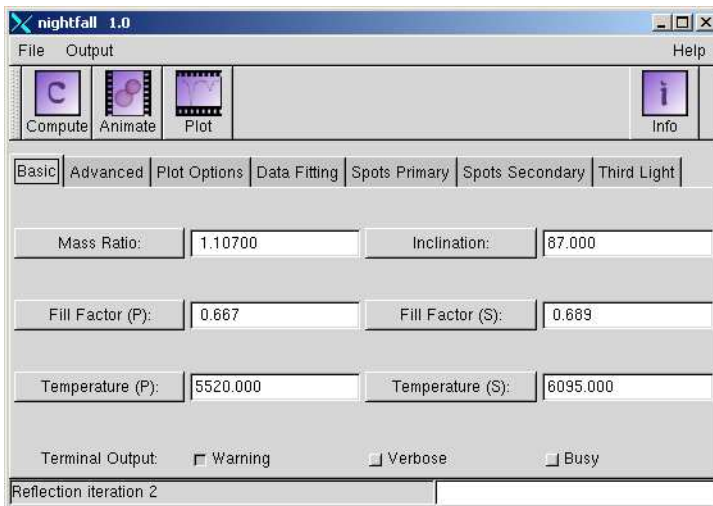 nightfall 1.0
File Output Help
C i
Compute Animate Plot Info
Basic Advanced Plot Options Data Fitting Spots Primary Spots Secondary Third Light
Mass Ratio: 1.10700 Inclination: 87.000
Fill Factor (P): 0.667 Fill Factor (S): 0.689
Temperature (P): 5520.000 Temperature (S): 6095.000
Terminal Output: Warning Verbose Busy
Reflection iteration 2